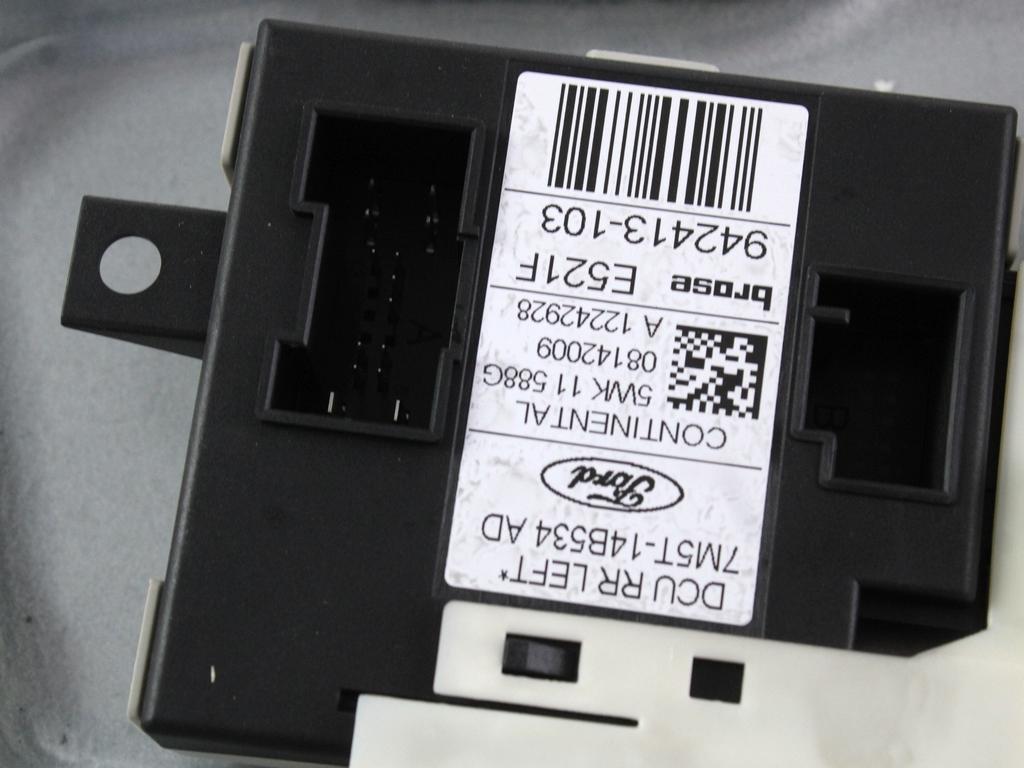 DCU RR LEFT*
7M5T-14B534 AD
Ford
CONTINENTAL
5WK 11 588G
08142009
A 12242928
brose E521F
942413-103
A
B